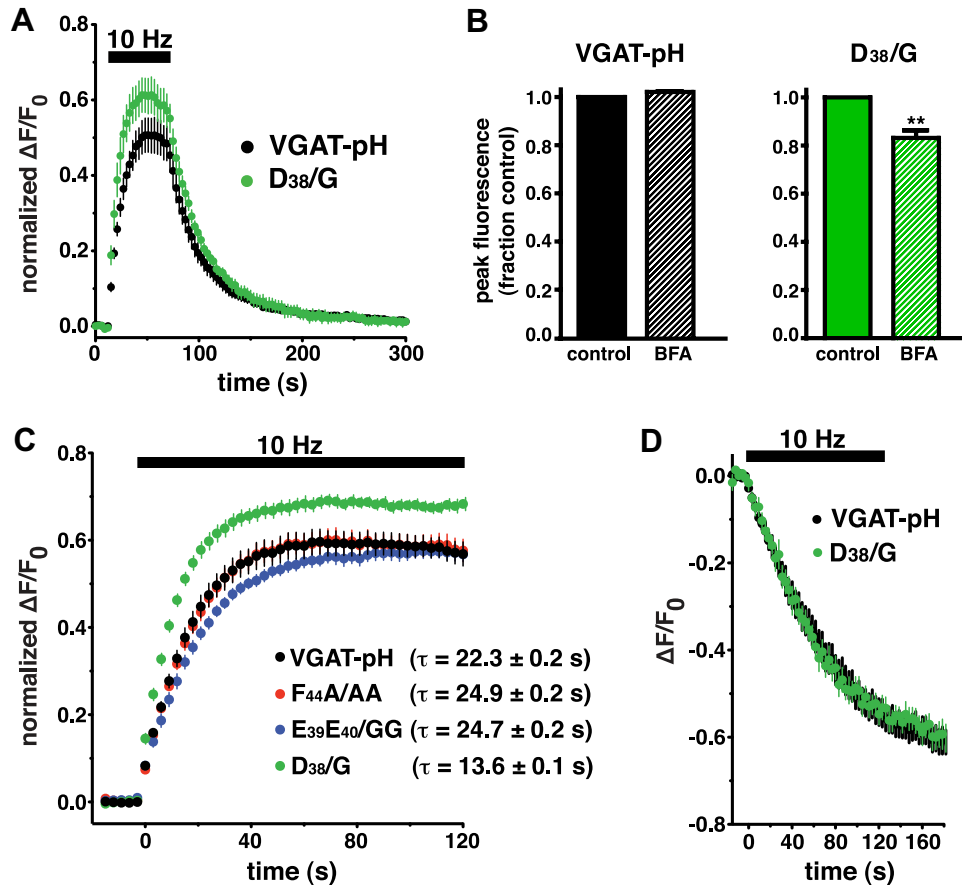 A
10 Hz
normalized ΔF/F₀
0.8
0.6
0.4
0.2
0.0
VGAT-pH
D₃₈/G
0 100 200 300
time (s)
B
VGAT-pH
D₃₈/G
peak fluorescence
(fraction control)
1.0
0.8
0.6
0.4
0.2
0.0
control BFA
1.0
0.8
0.6
0.4
0.2
0.0
**
control BFA
C
10 Hz
normalized ΔF/F₀
0.8
0.6
0.4
0.2
0.0
VGAT-pH (τ = 22.3 ± 0.2 s)
F₄₄A/AA (τ = 24.9 ± 0.2 s)
E₃₉E₄₀/GG (τ = 24.7 ± 0.2 s)
D₃₈/G (τ = 13.6 ± 0.1 s)
0 40 80 120
time (s)
D
10 Hz
ΔF/F₀
0.0
-0.2
-0.4
-0.6
-0.8
VGAT-pH
D₃₈/G
0 40 80 120 160
time (s)